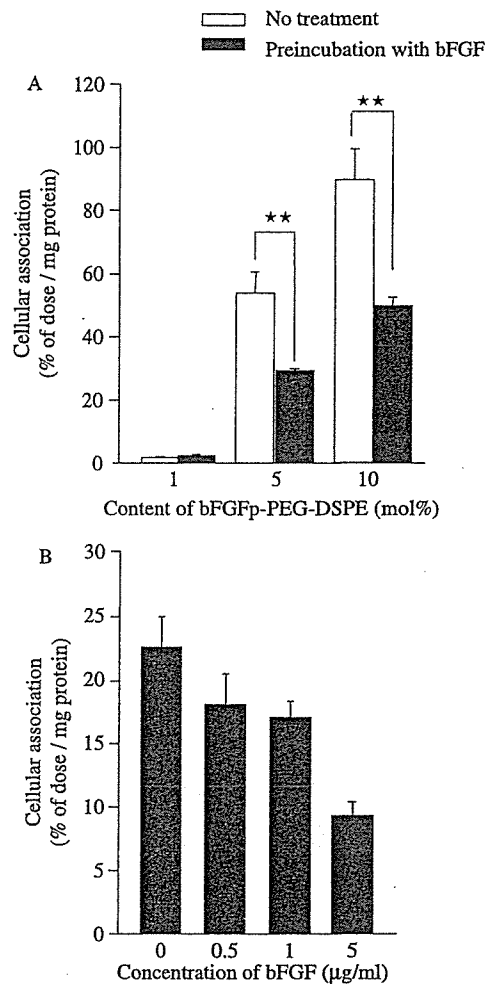 No treatment
Preincubation with bFGF
A
120
100
80
60
40
20
0
Cellular association
(% of dose / mg protein)
★★
★★
1
5
10
Content of bFGFp-PEG-DSPE (mol%)
B
30
25
20
15
10
5
0
Cellular association
(% of dose / mg protein)
0
0.5
1
5
Concentration of bFGF (μg/ml)